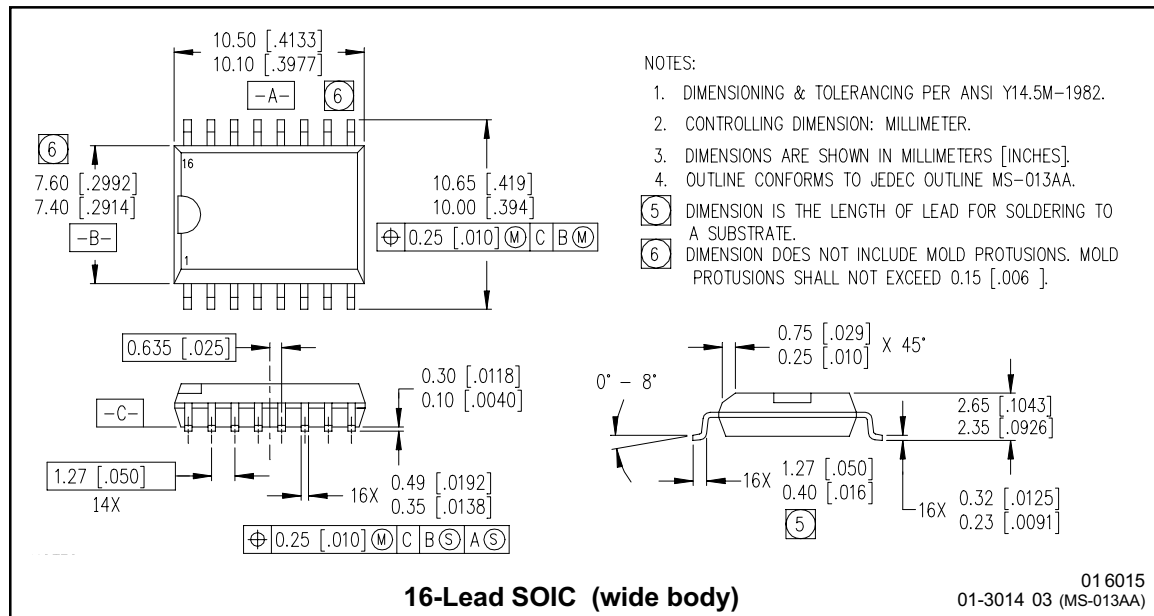 10.50 [.4133]
10.10 [.3977]
-A- 6
6
7.60 [.2992]
7.40 [.2914]
-B-
16
1
10.65 [.419]
10.00 [.394]
⌖ 0.25 [.010] Ⓜ C B Ⓜ
NOTES:
1. DIMENSIONING & TOLERANCING PER ANSI Y14.5M-1982.
2. CONTROLLING DIMENSION: MILLIMETER.
3. DIMENSIONS ARE SHOWN IN MILLIMETERS [INCHES].
4. OUTLINE CONFORMS TO JEDEC OUTLINE MS-013AA.
5 DIMENSION IS THE LENGTH OF LEAD FOR SOLDERING TO
A SUBSTRATE.
6 DIMENSION DOES NOT INCLUDE MOLD PROTUSIONS. MOLD
PROTUSIONS SHALL NOT EXCEED 0.15 [.006 ].
0.635 [.025]
-C-
0.30 [.0118]
0.10 [.0040]
1.27 [.050]
14X
16X 0.49 [.0192]
0.35 [.0138]
⌖ 0.25 [.010] Ⓜ C B Ⓢ A Ⓢ
0.75 [.029]
0.25 [.010]
X 45°
0° - 8°
2.65 [.1043]
2.35 [.0926]
16X 1.27 [.050]
0.40 [.016]
5
16X 0.32 [.0125]
0.23 [.0091]
16-Lead SOIC (wide body)
01 6015
01-3014 03 (MS-013AA)